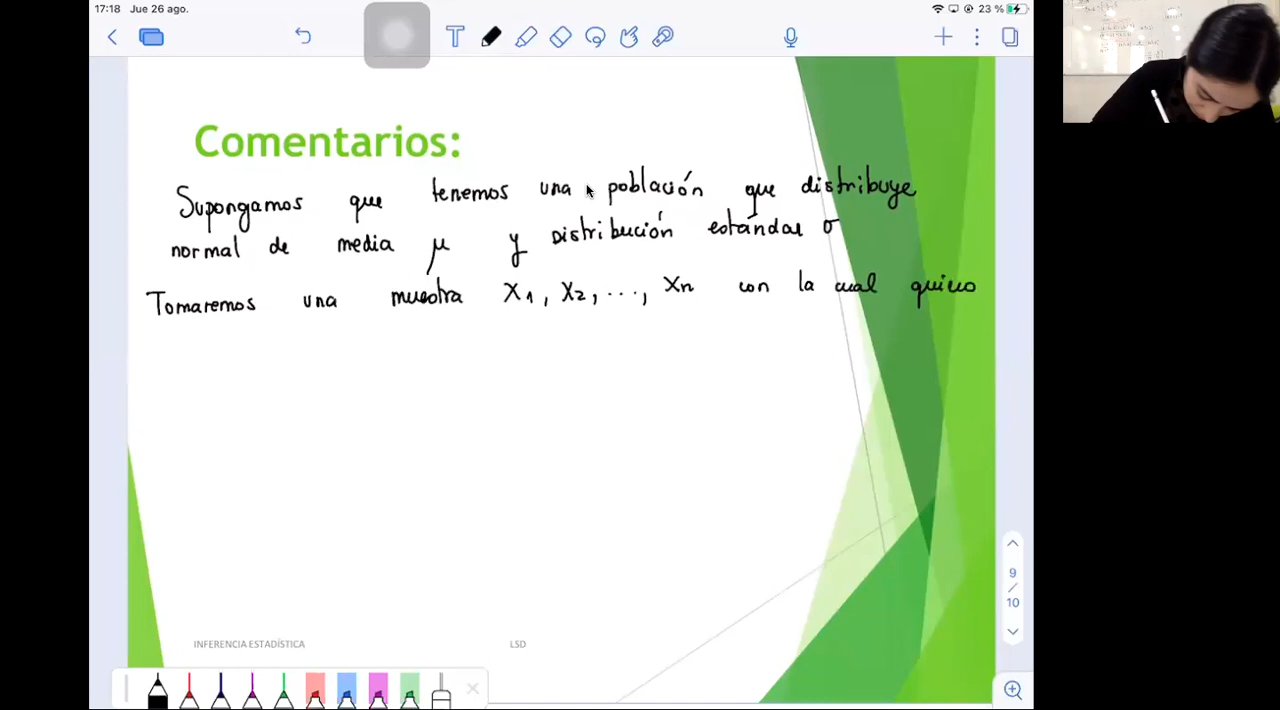 17:18 Jue 26 ago.
23 %
Comentarios:
Supongamos que tenemos una población que distribuye
normal de media μ y distribución estándar σ
Tomaremos una muestra X1, X2, ..., Xn con la cual quiero
9
/
10
INFERENCIA ESTADÍSTICA
LSD